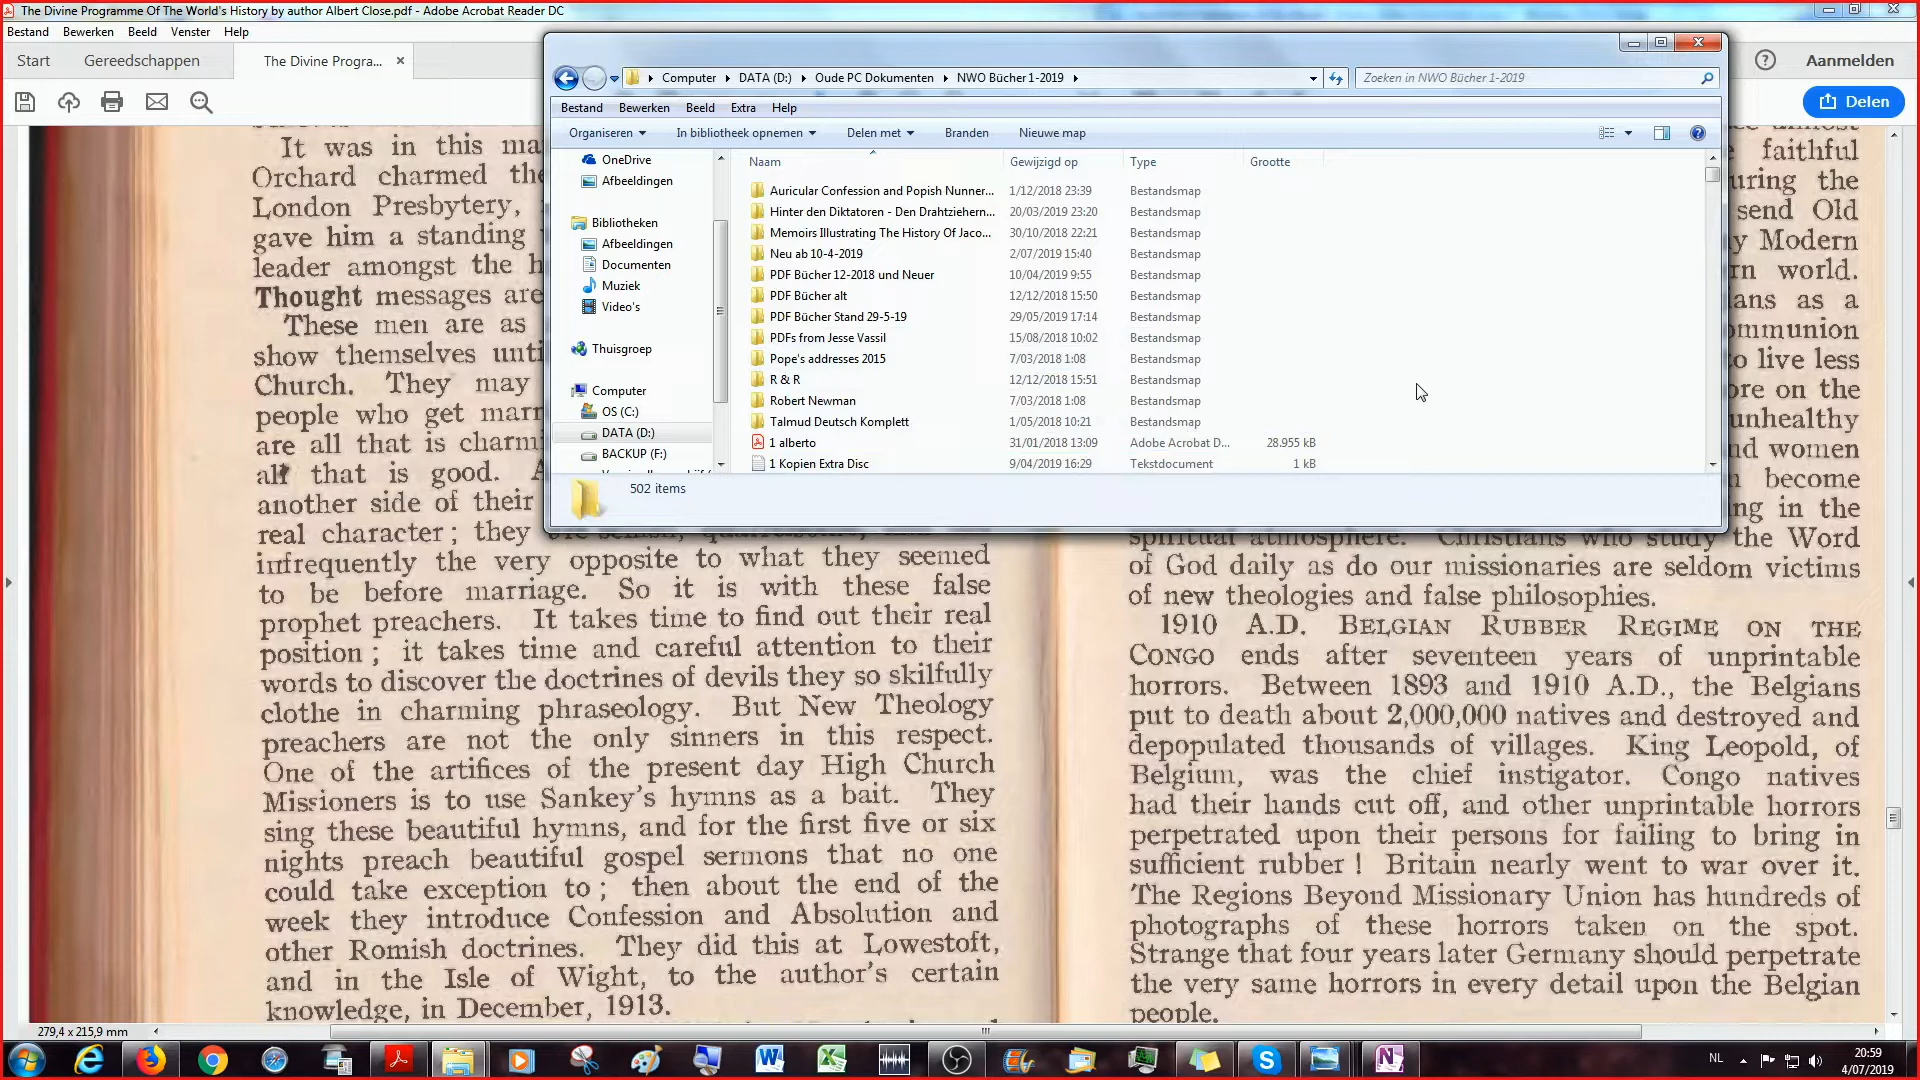 The Divine Programme Of The World's History by author Albert Close.pdf - Adobe Acrobat Reader DC
Bestand Bewerken Beeld Venster Help
Start Gereedschappen The Divine Progra... × Aanmelden
Delen
Computer DATA (D:) Oude PC Dokumenten NWO Bücher 1-2019
Zoeken in NWO Bücher 1-2019
Bestand Bewerken Beeld Extra Help
Organiseren In bibliotheek opnemen Delen met Branden Nieuwe map
OneDrive
Afbeeldingen
Bibliotheken
Afbeeldingen
Documenten
Muziek
Video's
Thuisgroep
Computer
OS (C:)
DATA (D:)
BACKUP (F:)
Naam Gewijzigd op Type Grootte
Auricular Confession and Popish Nunner... 1/12/2018 23:39 Bestandsmap
Hinter den Diktatoren - Den Drahtziehern... 20/03/2019 23:20 Bestandsmap
Memoirs Illustrating The History Of Jaco... 30/10/2018 22:21 Bestandsmap
Neu ab 10-4-2019 2/07/2019 15:40 Bestandsmap
PDF Bücher 12-2018 und Neuer 10/04/2019 9:55 Bestandsmap
PDF Bücher alt 12/12/2018 15:50 Bestandsmap
PDF Bücher Stand 29-5-19 29/05/2019 17:14 Bestandsmap
PDFs from Jesse Vassil 15/08/2018 10:02 Bestandsmap
Pope's addresses 2015 7/03/2018 1:08 Bestandsmap
R & R 12/12/2018 15:51 Bestandsmap
Robert Newman 7/03/2018 1:08 Bestandsmap
Talmud Deutsch Komplett 1/05/2018 10:21 Bestandsmap
1 alberto 31/01/2018 13:09 Adobe Acrobat D... 28.955 kB
1 Kopien Extra Disc 9/04/2019 16:29 Tekstdocument 1 kB
502 items
It was in this ma
Orchard charmed the
London Presbytery,
gave him a standing
leader amongst the h
Thought messages are
These men are as
show themselves unti
Church. They may
people who get marr
are all that is charmi
all that is good. A
another side of their
real character ; they
infrequently the very opposite to what they seemed
to be before marriage. So it is with these false
prophet preachers. It takes time to find out their real
position ; it takes time and careful attention to their
words to discover the doctrines of devils they so skilfully
clothe in charming phraseology. But New Theology
preachers are not the only sinners in this respect.
One of the artifices of the present day High Church
Missioners is to use Sankey's hymns as a bait. They
sing these beautiful hymns, and for the first five or six
nights preach beautiful gospel sermons that no one
could take exception to ; then about the end of the
week they introduce Confession and Absolution and
other Romish doctrines. They did this at Lowestoft,
and in the Isle of Wight, to the author's certain
knowledge, in December, 1913.
faithful
uring the
send Old
y Modern
rn world.
ans as a
ommunion
o live less
ore on the
unhealthy
nd women
n become
ng in the
spiritual atmosphere. Christians who study the Word
of God daily as do our missionaries are seldom victims
of new theologies and false philosophies.
1910 A.D. BELGIAN RUBBER REGIME ON THE
CONGO ends after seventeen years of unprintable
horrors. Between 1893 and 1910 A.D., the Belgians
put to death about 2,000,000 natives and destroyed and
depopulated thousands of villages. King Leopold, of
Belgium, was the chief instigator. Congo natives
had their hands cut off, and other unprintable horrors
perpetrated upon their persons for failing to bring in
sufficient rubber ! Britain nearly went to war over it.
The Regions Beyond Missionary Union has hundreds of
photographs of these horrors taken on the spot.
Strange that four years later Germany should perpetrate
the very same horrors in every detail upon the Belgian
people.
279,4 x 215,9 mm
NL 20:59
4/07/2019